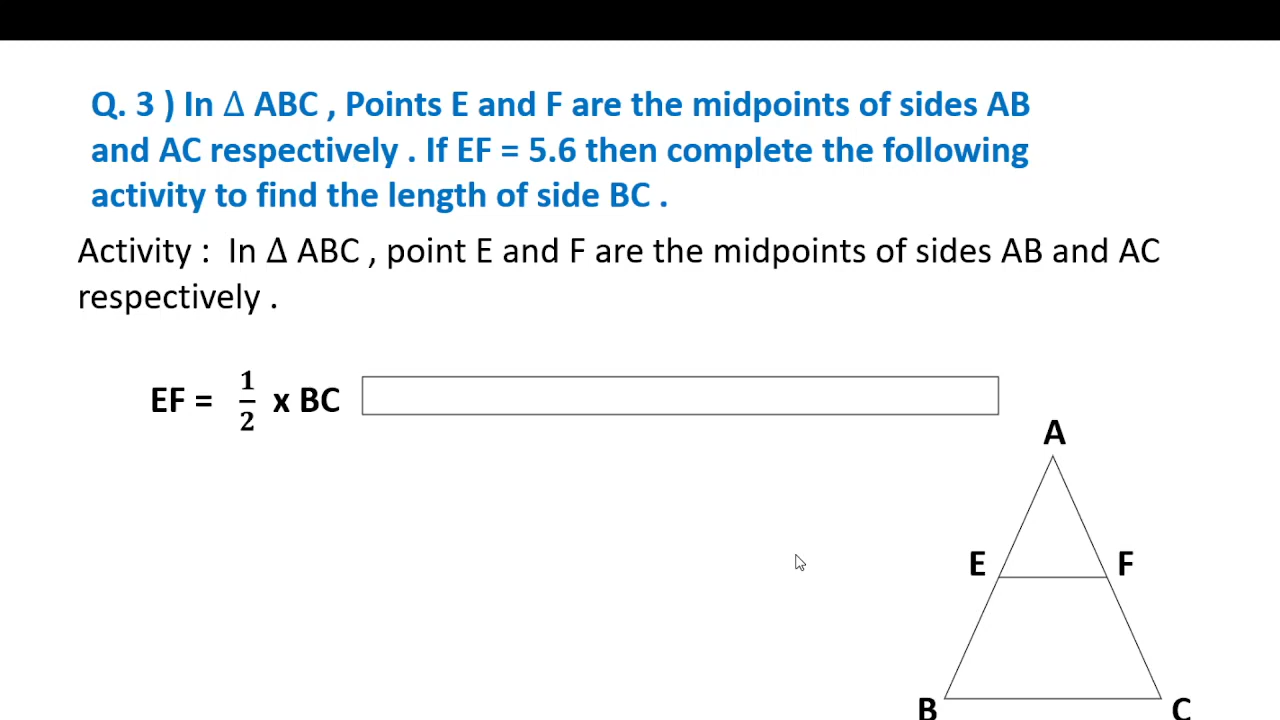 Q. 3 ) In Δ ABC , Points E and F are the midpoints of sides AB
and AC respectively . If EF = 5.6 then complete the following
activity to find the length of side BC .
Activity : In Δ ABC , point E and F are the midpoints of sides AB and AC
respectively .
EF = 1/2 x BC
A
E F
B C